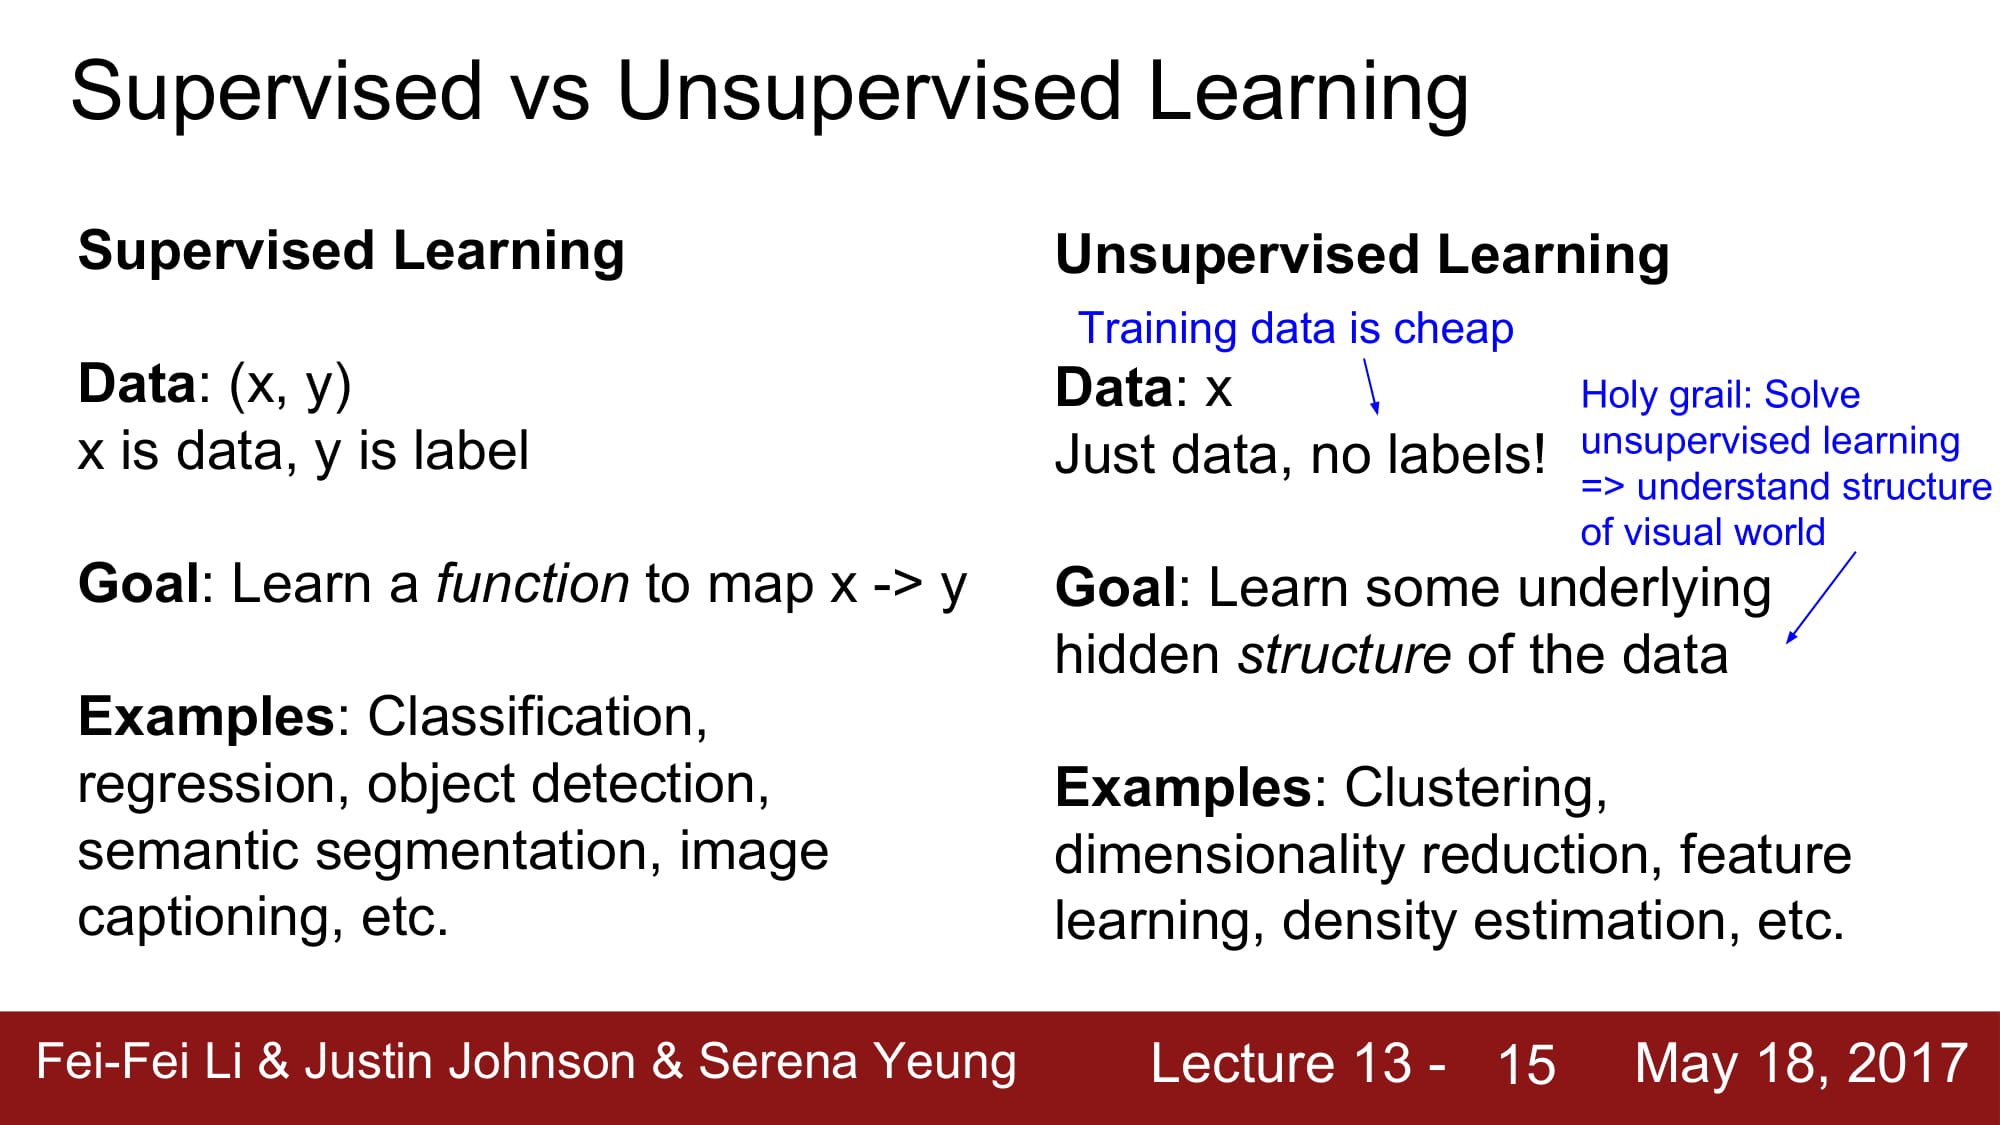 Supervised vs Unsupervised Learning
Supervised Learning
Data: (x, y)
x is data, y is label
Goal: Learn a function to map x -> y
Examples: Classification,
regression, object detection,
semantic segmentation, image
captioning, etc.
Unsupervised Learning
Training data is cheap
Data: x
Just data, no labels!
Holy grail: Solve
unsupervised learning
=> understand structure
of visual world
Goal: Learn some underlying
hidden structure of the data
Examples: Clustering,
dimensionality reduction, feature
learning, density estimation, etc.
Fei-Fei Li & Justin Johnson & Serena Yeung Lecture 13 - 15 May 18, 2017